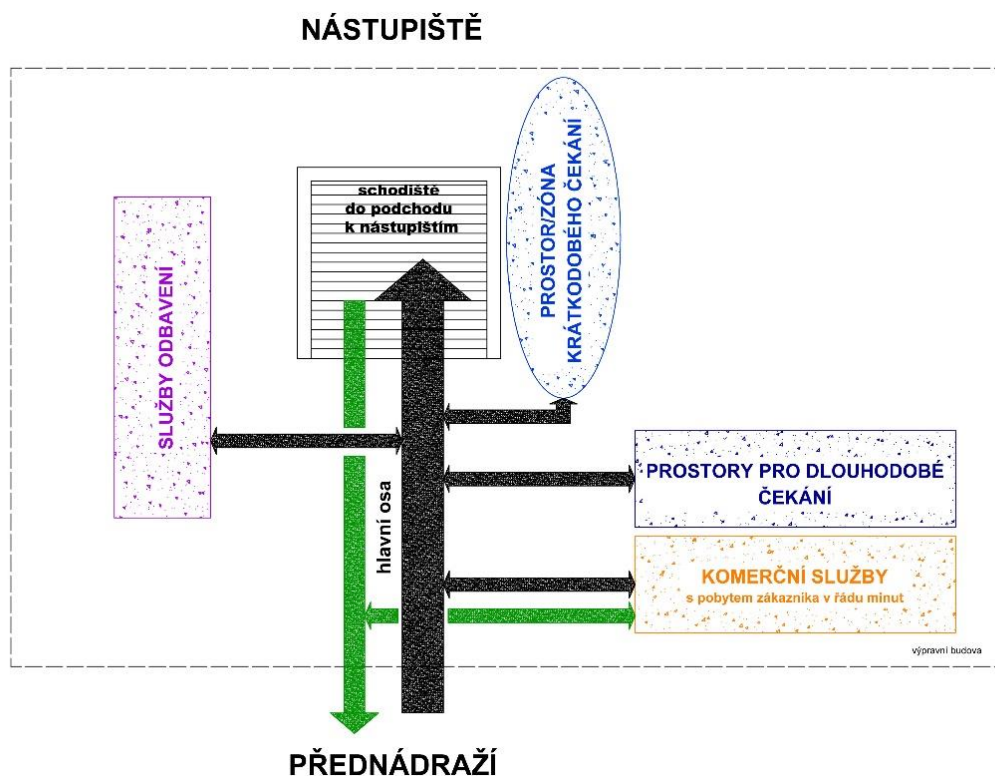 NÁSTUPIŠTĚ
schodiště
do podchodu
k nástupištím
PROSTOR/ZÓNA
KRÁTKODOBÉHO ČEKÁNÍ
SLUŽBY ODBAVENÍ
hlavní osa
PROSTORY PRO DLOUHODOBÉ
ČEKÁNÍ
KOMERČNÍ SLUŽBY
s pobytem zákazníka v řádu minut
výpravní budova
PŘEDNÁDRAŽÍ